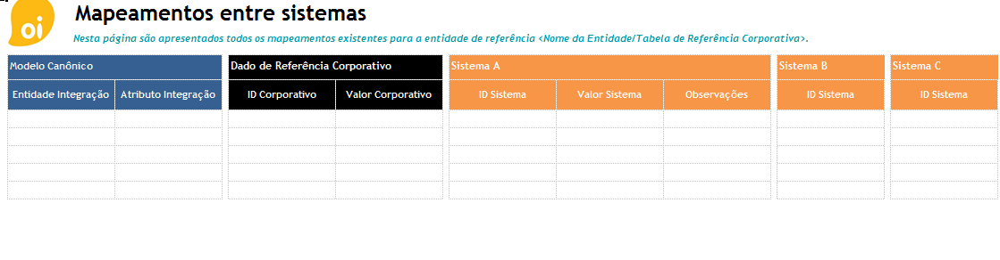 oi
Mapeamentos entre sistemas
Nesta página são apresentados todos os mapeamentos existentes para a entidade de referência <Nome da Entidade/Tabela de Referência Corporativa>.
Modelo Canônico Dado de Referência Corporativo Sistema A Sistema B Sistema C
Entidade Integração Atributo Integração ID Corporativo Valor Corporativo ID Sistema Valor Sistema Observações ID Sistema ID Sistema